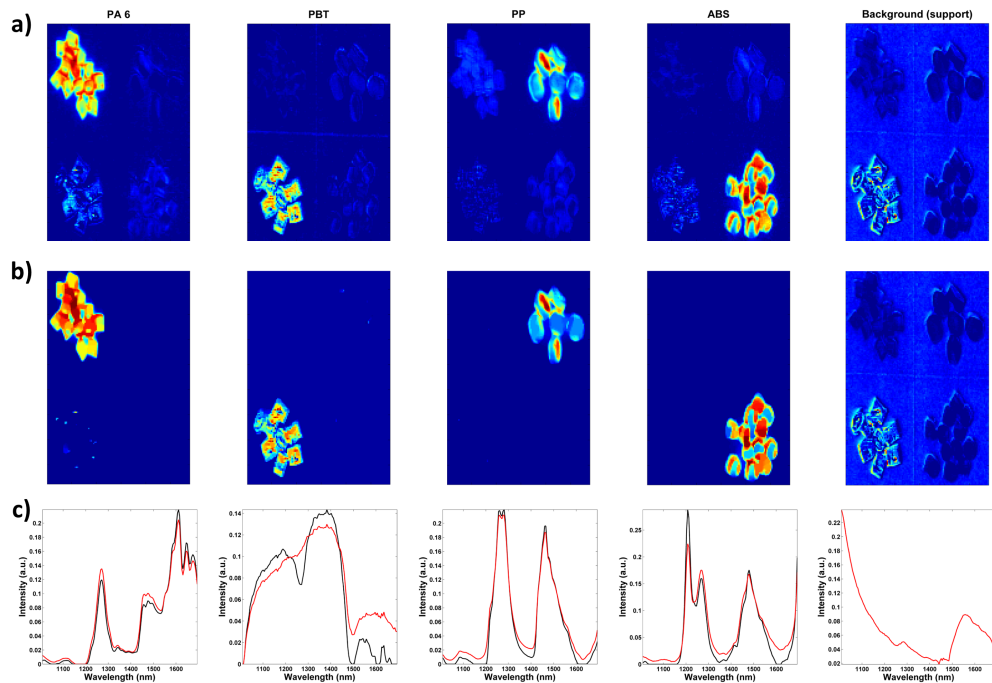 PA 6 PBT PP ABS Background (support)
a)
b)
c)
Intensity (a.u.)
0.2
0.18
0.16
0.14
0.12
0.1
0.08
0.06
0.04
0.02
0
1100 1200 1300 1400 1500 1600
Wavelength (nm)
Intensity (a.u.)
0.14
0.12
0.1
0.08
0.06
0.04
0.02
0
1100 1200 1300 1400 1500 1600
Wavelength (nm)
Intensity (a.u.)
0.2
0.18
0.16
0.14
0.12
0.1
0.08
0.06
0.04
0.02
0
1100 1200 1300 1400 1500 1600
Wavelength (nm)
Intensity (a.u.)
0.25
0.2
0.15
0.1
0.05
0
1100 1200 1300 1400 1500 1600
Wavelength (nm)
Intensity (a.u.)
0.22
0.2
0.18
0.16
0.14
0.12
0.1
0.08
0.06
0.04
0.02
1100 1200 1300 1400 1500 1600
Wavelength (nm)